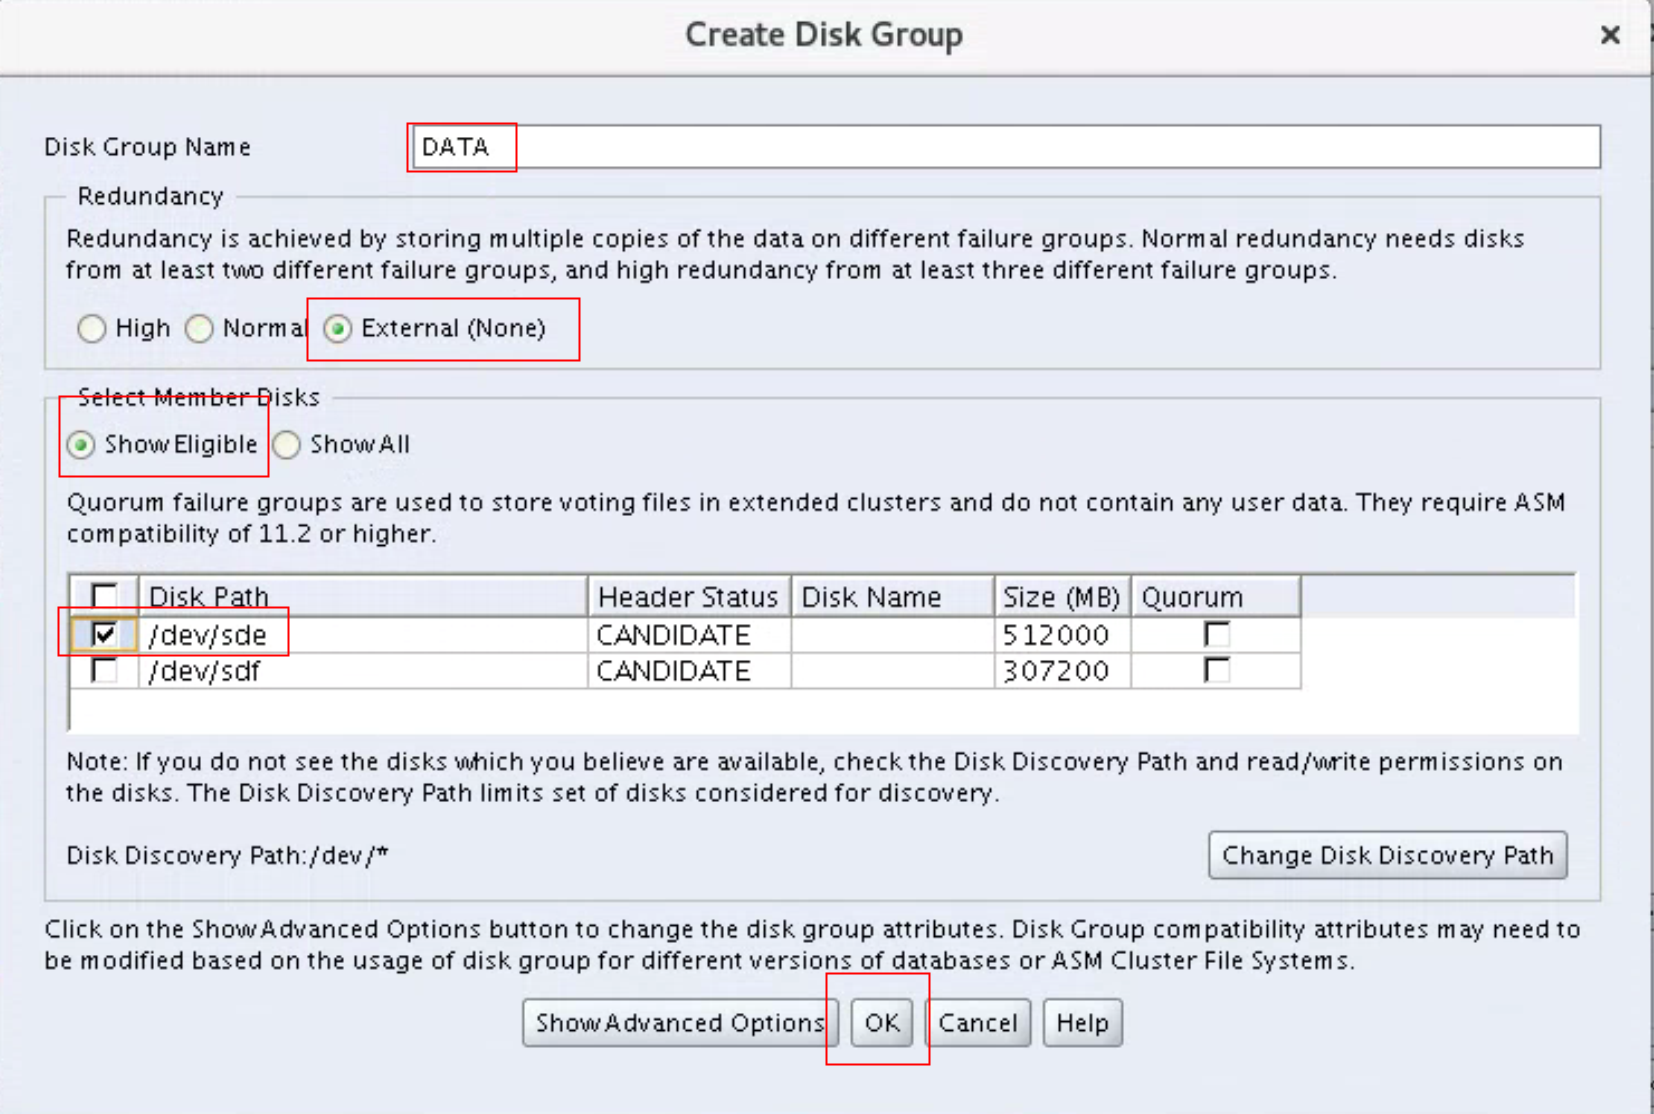 Create Disk Group
Disk Group Name DATA
Redundancy
Redundancy is achieved by storing multiple copies of the data on different failure groups. Normal redundancy needs disks
from at least two different failure groups, and high redundancy from at least three different failure groups.
High Normal External (None)
Select Member Disks
Show Eligible Show All
Quorum failure groups are used to store voting files in extended clusters and do not contain any user data. They require ASM
compatibility of 11.2 or higher.
Disk Path Header Status Disk Name Size (MB) Quorum
/dev/sde CANDIDATE 512000
/dev/sdf CANDIDATE 307200
Note: If you do not see the disks which you believe are available, check the Disk Discovery Path and read/write permissions on
the disks. The Disk Discovery Path limits set of disks considered for discovery.
Disk Discovery Path:/dev/* Change Disk Discovery Path
Click on the Show Advanced Options button to change the disk group attributes. Disk Group compatibility attributes may need to
be modified based on the usage of disk group for different versions of databases or ASM Cluster File Systems.
Show Advanced Options OK Cancel Help